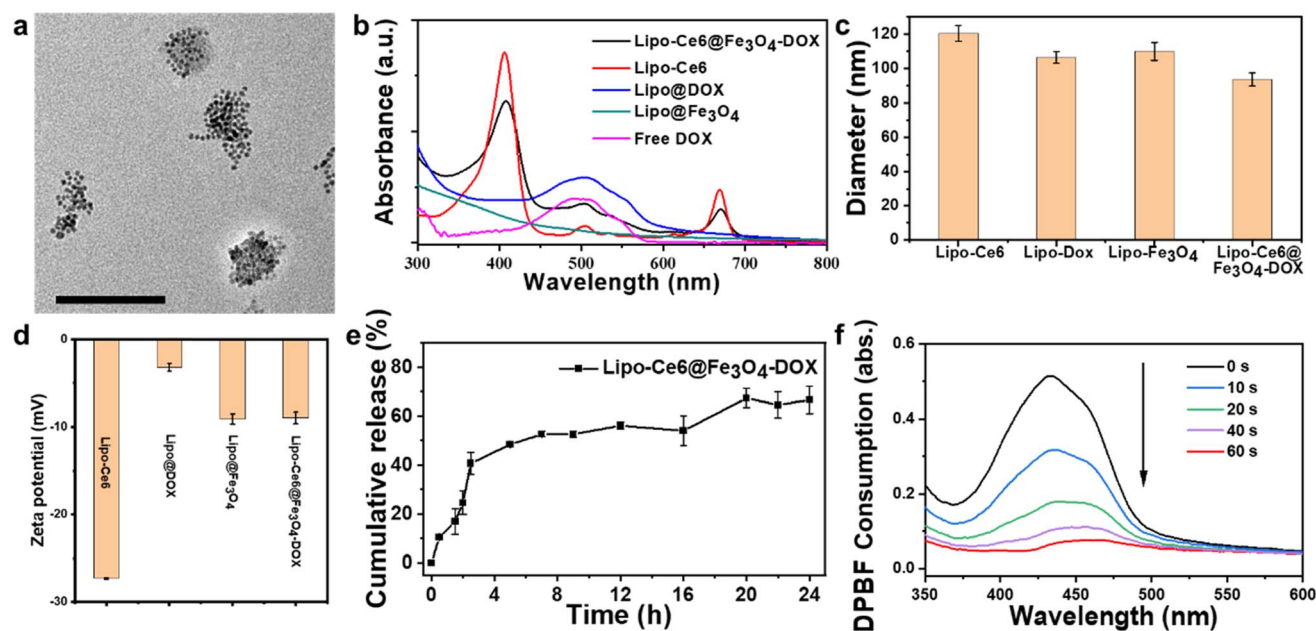 a
b
Absorbance (a.u.)
Lipo-Ce6@Fe3O4-DOX
Lipo-Ce6
Lipo@DOX
Lipo@Fe3O4
Free DOX
300 400 500 600 700 800
Wavelength (nm)
c
Diameter (nm)
120
100
80
60
40
20
0
Lipo-Ce6 Lipo-Dox Lipo-Fe3O4 Lipo-Ce6@
Fe3O4-DOX
d
Zeta potential (mV)
0
-10
-20
-30
Lipo-Ce6
Lipo@DOX
Lipo@Fe3O4
Lipo-Ce6@Fe3O4-DOX
e
Cumulative release (%)
80
60
40
20
0
Lipo-Ce6@Fe3O4-DOX
0 4 8 12 16 20 24
Time (h)
f
DPBF Consumption (abs.)
0.6
0.4
0.2
0.0
0 s
10 s
20 s
40 s
60 s
350 400 450 500 550 600
Wavelength (nm)